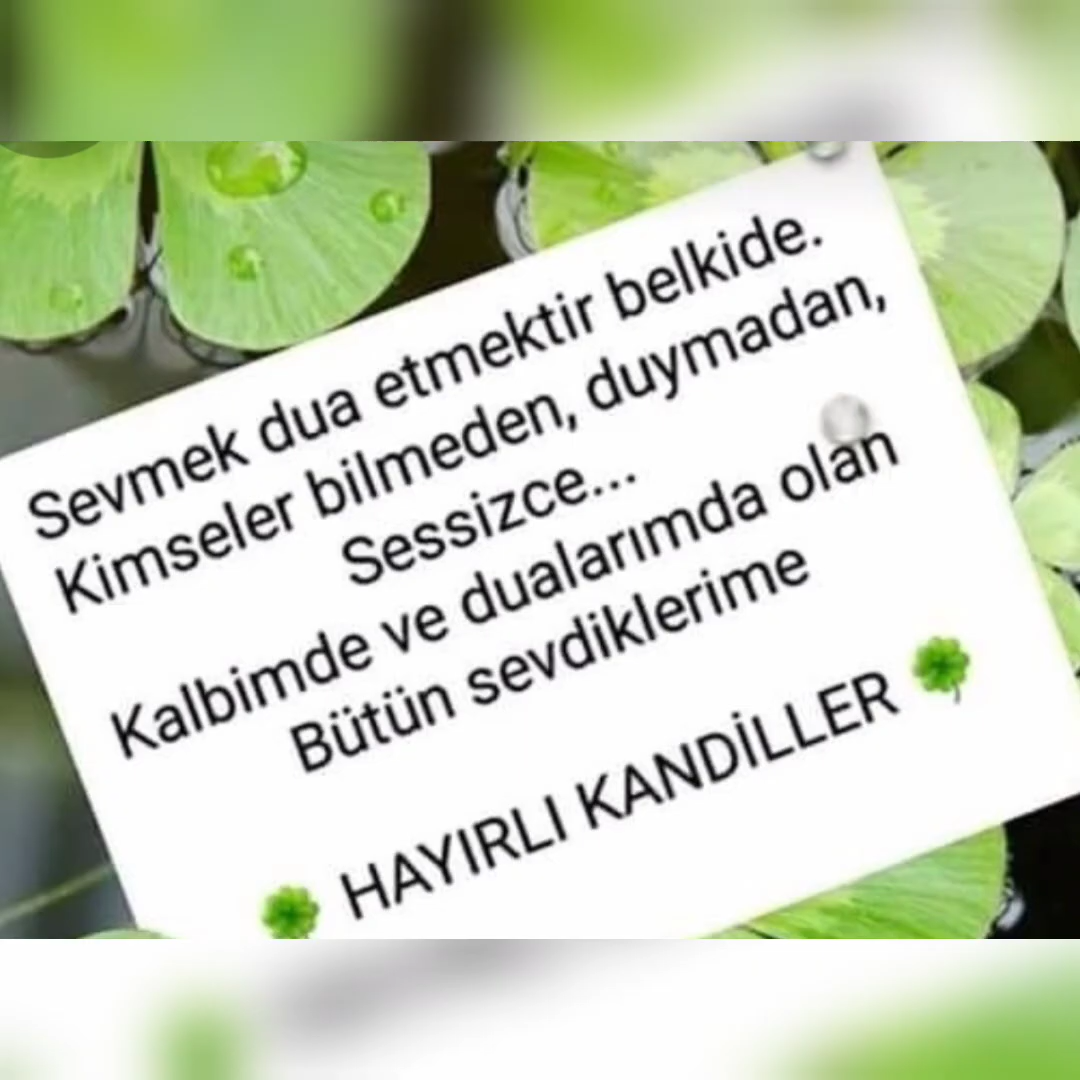 Sevmek dua etmektir belkide.
Kimseler bilmeden, duymadan,
Sessizce...
Kalbimde ve dualarımda olan
Bütün sevdiklerime
🍀 HAYIRLI KANDİLLER 🍀